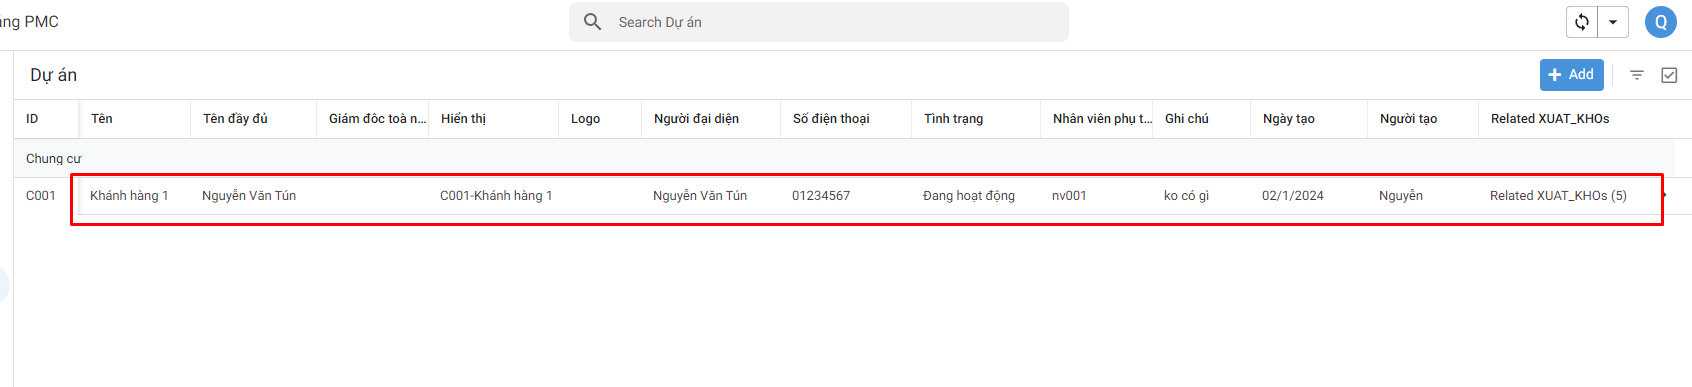 ảng PMC
Search Dự án
Q
Dự án
Add
ID Tên Tên đầy đủ Giám đôc toà n... Hiển thị Logo Người đại diện Số điện thoại Tình trạng Nhân viên phụ t... Ghi chú Ngày tạo Người tạo Related XUAT_KHOs
Chung cư
C001 Khánh hàng 1 Nguyễn Văn Tún C001-Khánh hàng 1 Nguyễn Văn Tún 01234567 Đang hoạt động nv001 ko có gì 02/1/2024 Nguyễn Related XUAT_KHOs (5)